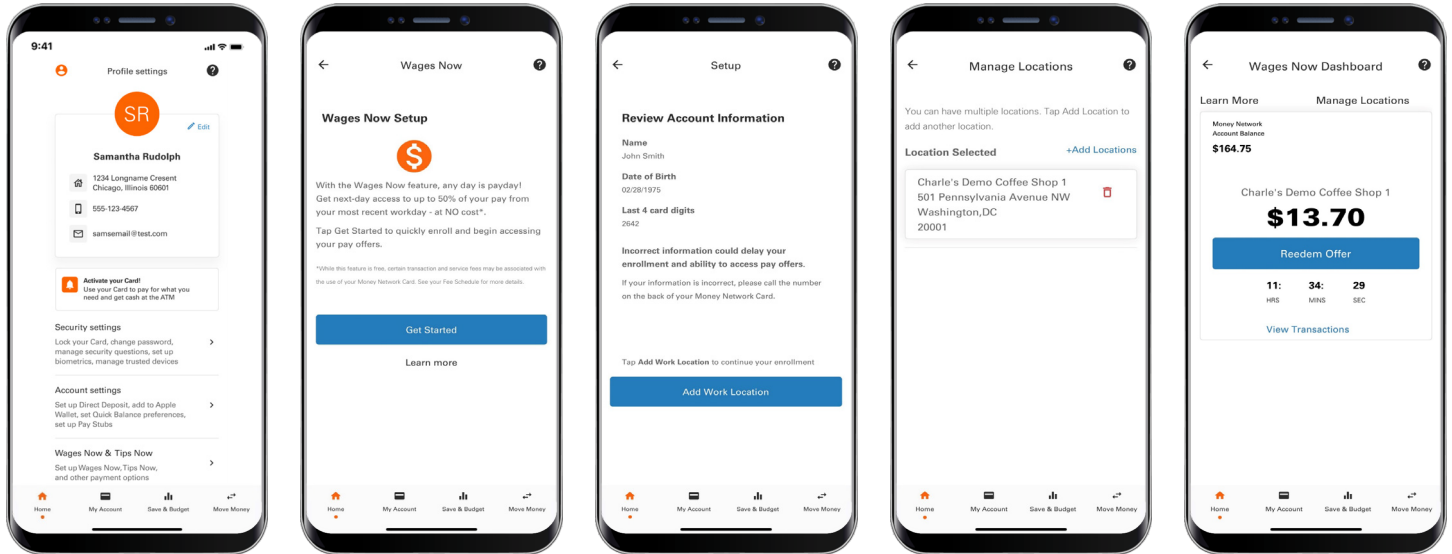 9:41
Profile settings
?
SR
Edit
Samantha Rudolph
1234 Longname Cresent
Chicago, Illinois 60601
555-123-4567
samsemail@test.com
Activate your Card!
Use your Card to pay for what you
need and get cash at the ATM
Security settings
Lock your Card, change password,
manage security questions, set up
biometrics, manage trusted devices
Account settings
Set up Direct Deposit, add to Apple
Wallet, set Quick Balance preferences,
set up Pay Stubs
Wages Now & Tips Now
Set up Wages Now, Tips Now,
and other payment options
Home
My Account
Save & Budget
Move Money
Wages Now
?
Wages Now Setup
$
With the Wages Now feature, any day is payday!
Get next-day access to up to 50% of your pay from
your most recent workday - at NO cost*.
Tap Get Started to quickly enroll and begin accessing
your pay offers.
*While this feature is free, certain transaction and service fees may be associated with
the use of your Money Network Card. See your Fee Schedule for more details.
Get Started
Learn more
Home
My Account
Save & Budget
Move Money
Setup
?
Review Account Information
Name
John Smith
Date of Birth
02/28/1975
Last 4 card digits
2642
Incorrect information could delay your
enrollment and ability to access pay offers.
If your information is incorrect, please call the number
on the back of your Money Network Card.
Tap Add Work Location to continue your enrollment
Add Work Location
Home
My Account
Save & Budget
Move Money
Manage Locations
?
You can have multiple locations. Tap Add Location to
add another location.
Location Selected
+Add Locations
Charle's Demo Coffee Shop 1
501 Pennsylvania Avenue NW
Washington,DC
20001
Home
My Account
Save & Budget
Move Money
Wages Now Dashboard
?
Learn More
Manage Locations
Money Network
Account Balance
$164.75
Charle's Demo Coffee Shop 1
$13.70
Redeem Offer
11: 34: 29
HRS MINS SEC
View Transactions
Home
My Account
Save & Budget
Move Money